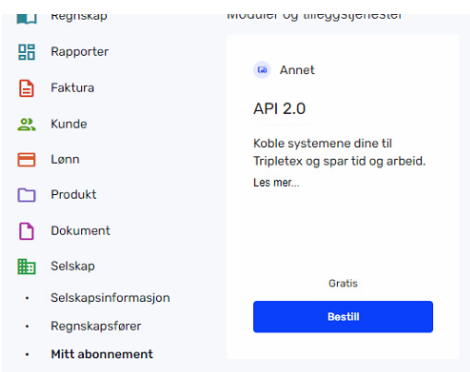 Regnskap
Moduler og tilleggstjenester
Rapporter
Faktura
Kunde
Lønn
Produkt
Dokument
Selskap
• Selskapsinformasjon
• Regnskapsfører
• Mitt abonnement
Annet
API 2.0
Koble systemene dine til
Tripletex og spar tid og arbeid.
Les mer...
Gratis
Bestill